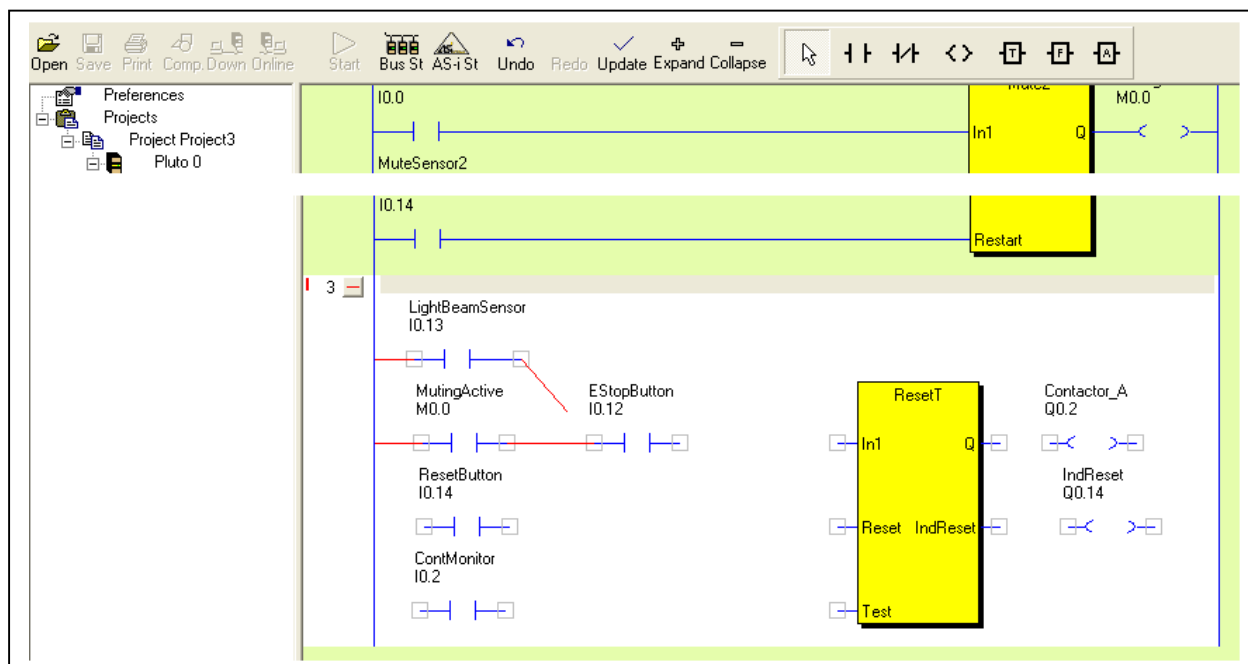 Open Save Print Comp. Down Online Start Bus St AS-i St Undo Redo Update Expand Collapse T F A
Preferences
Projects
Project Project3
Pluto 0
I0.0
M0.0
In1 Q
MuteSensor2
I0.14
Restart
3
LightBeamSensor
I0.13
MutingActive EStopButton ResetT Contactor_A
M0.0 I0.12 Q0.2
In1 Q
ResetButton IndReset
I0.14 Q0.14
Reset IndReset
ContMonitor
I0.2
Test